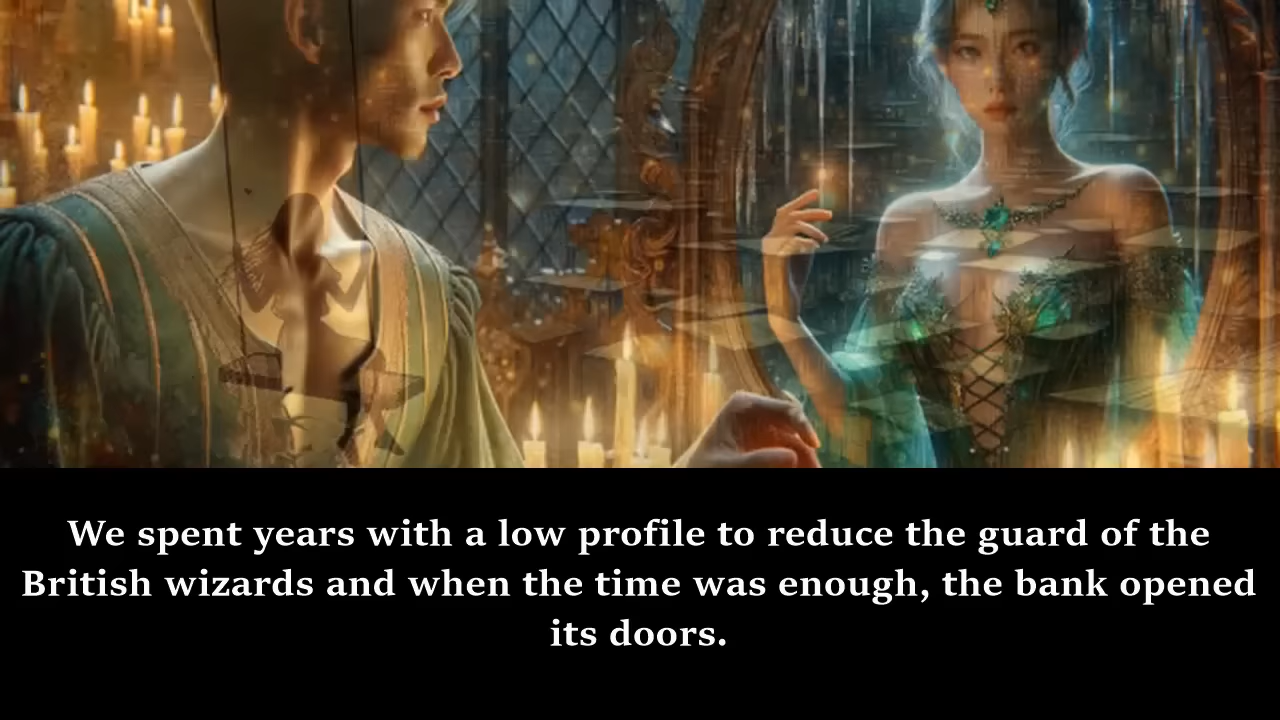 We spent years with a low profile to reduce the guard of the
British wizards and when the time was enough, the bank opened
its doors.